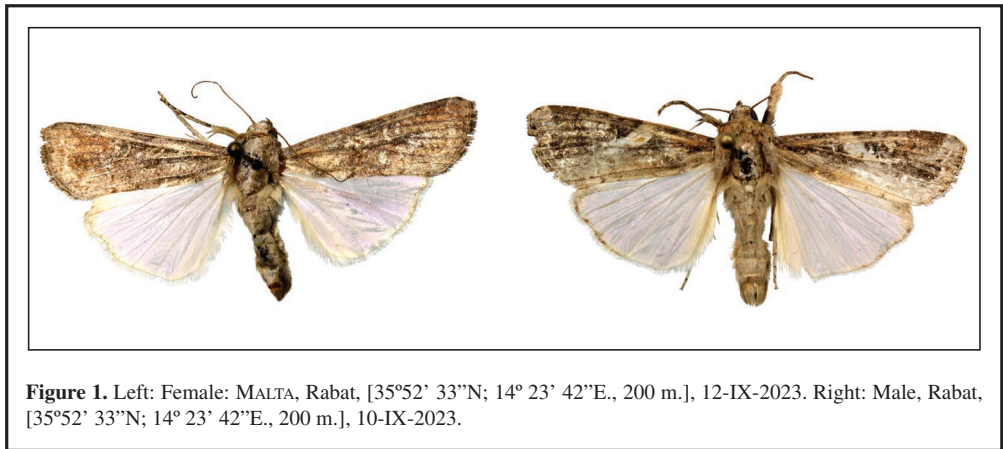 Figure 1. Left: Female: MALTA, Rabat, [35º52’ 33”N; 14º 23’ 42”E., 200 m.], 12-IX-2023. Right: Male, Rabat,
[35º52’ 33”N; 14º 23’ 42”E., 200 m.], 10-IX-2023.